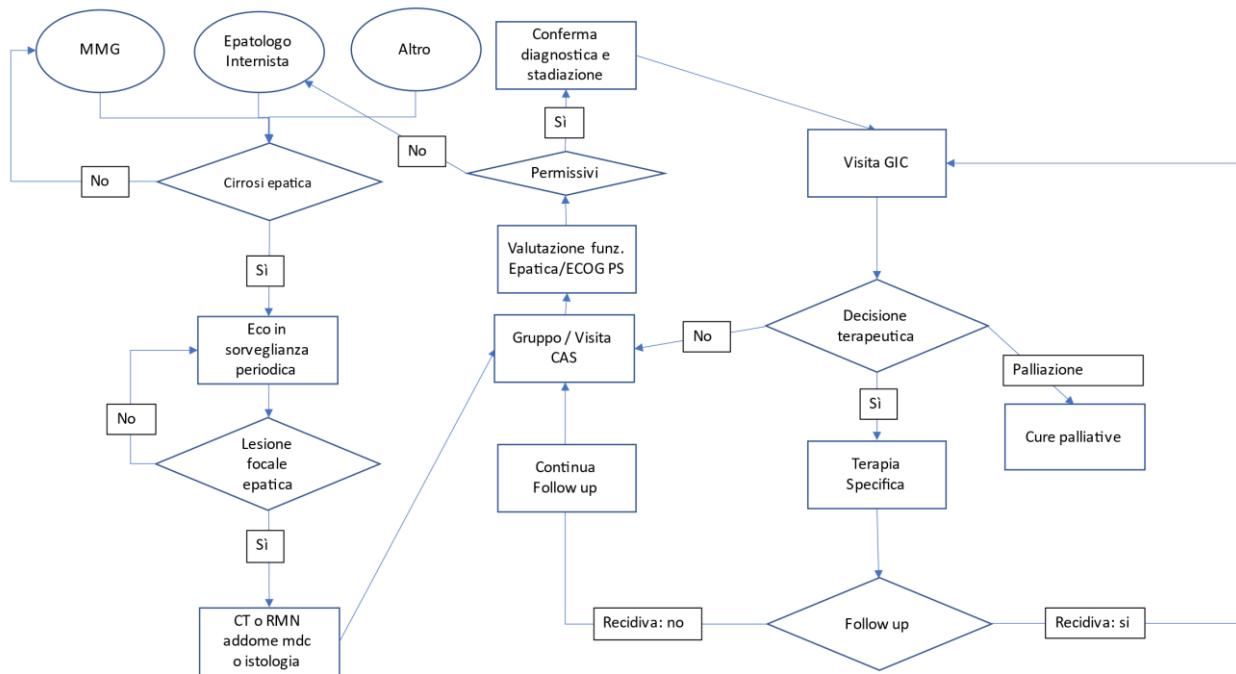 MMG
Epatologo
Internista
Altro
No
Cirrosi epatica
Sì
Eco in
sorveglianza
periodica
No
Lesione
focale
epatica
Sì
CT o RMN
addome mdc
o istologia
Conferma
diagnostica e
stadiazione
Sì
No
Permissivi
Valutazione funz.
Epatica/ECOG PS
Gruppo / Visita
CAS
Continua
Follow up
Recidiva: no
Visita GIC
Decisione
terapeutica
No
Palliazione
Cure palliative
Sì
Terapia
Specifica
Follow up
Recidiva: si